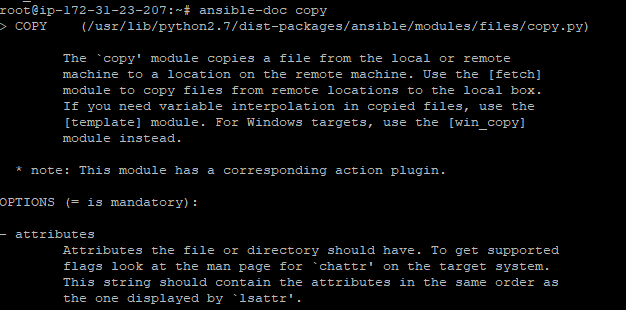 root@ip-172-31-23-207:~# ansible-doc copy
> COPY    (/usr/lib/python2.7/dist-packages/ansible/modules/files/copy.py)
The `copy' module copies a file from the local or remote
machine to a location on the remote machine. Use the [fetch]
module to copy files from remote locations to the local box.
If you need variable interpolation in copied files, use the
[template] module. For Windows targets, use the [win_copy]
module instead.
* note: This module has a corresponding action plugin.
OPTIONS (= is mandatory):
- attributes
Attributes the file or directory should have. To get supported
flags look at the man page for `chattr' on the target system.
This string should contain the attributes in the same order as
the one displayed by `lsattr'.